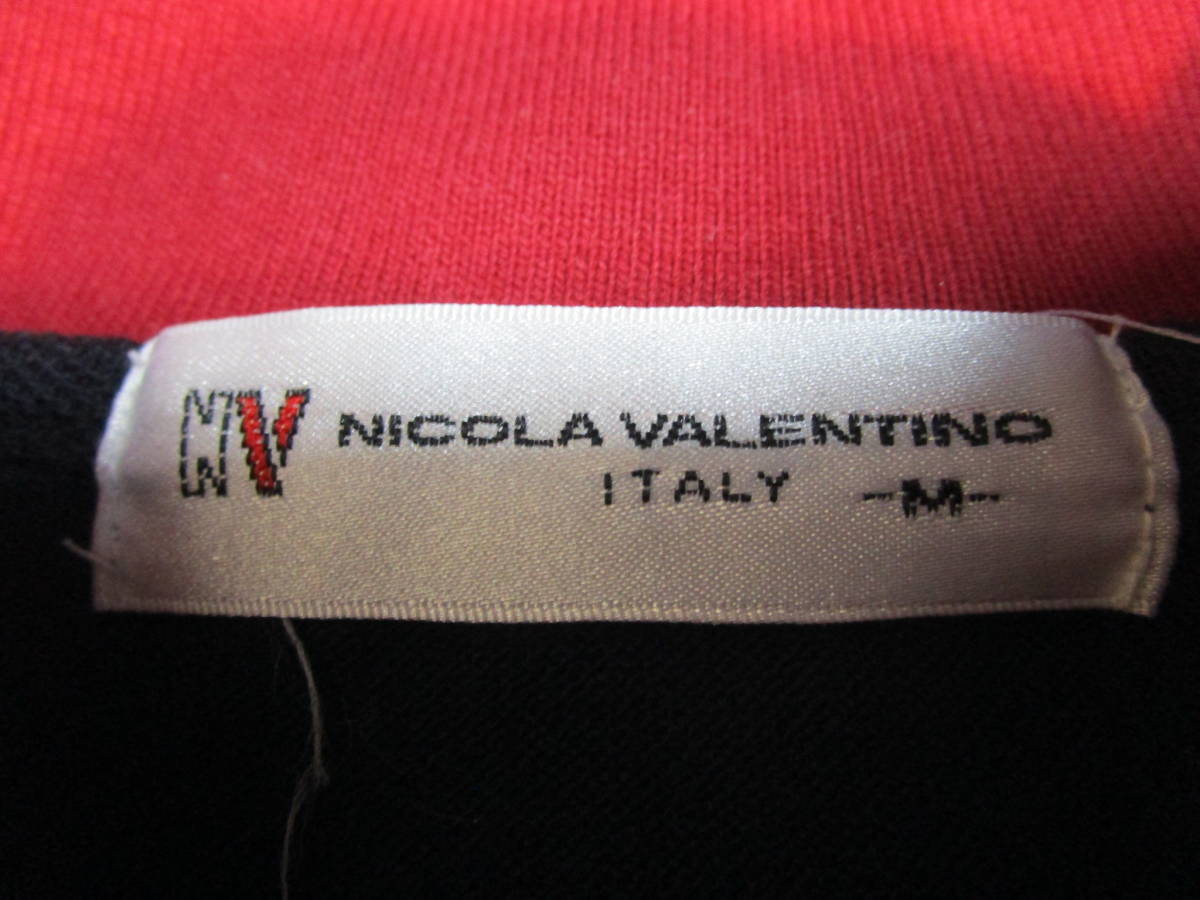 NV NICOLA VALENTINO
ITALY -M-